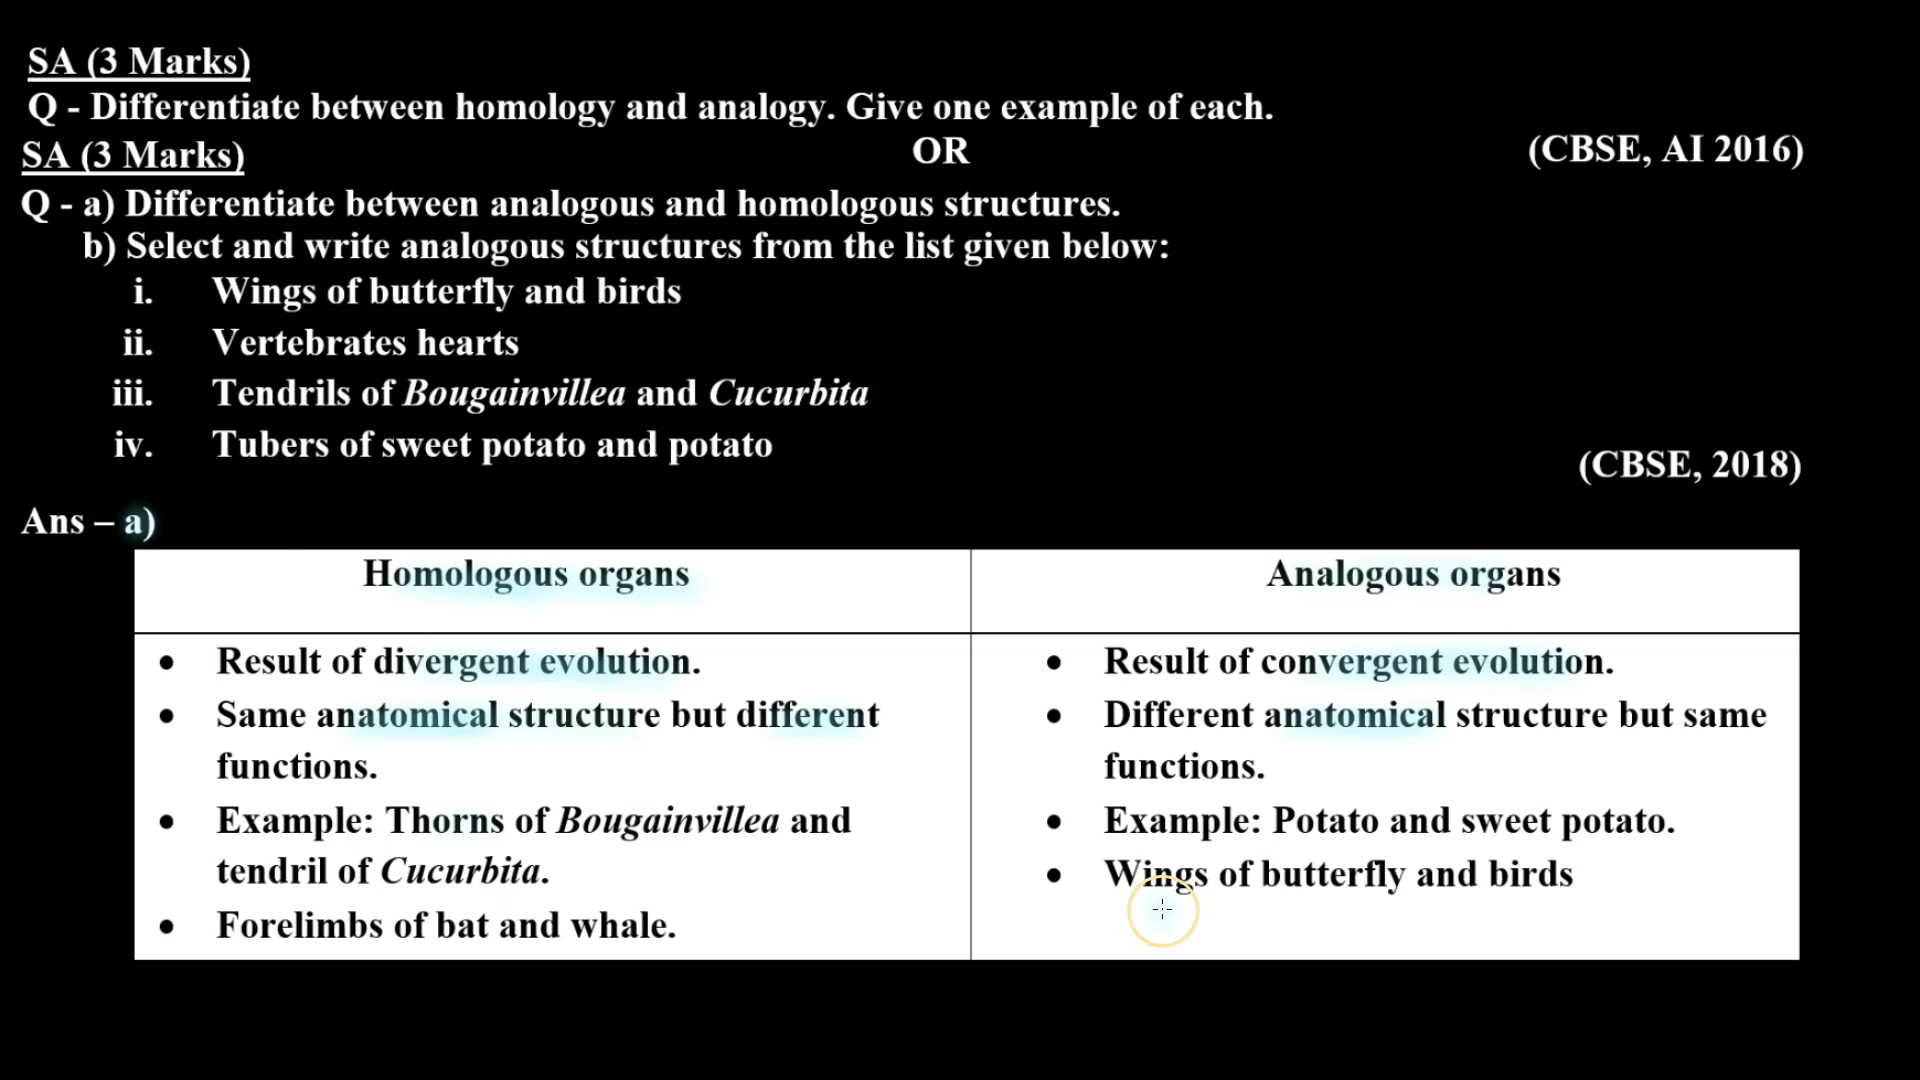 SA (3 Marks)
Q - Differentiate between homology and analogy. Give one example of each.
SA (3 Marks) OR (CBSE, AI 2016)
Q - a) Differentiate between analogous and homologous structures.
b) Select and write analogous structures from the list given below:
i. Wings of butterfly and birds
ii. Vertebrates hearts
iii. Tendrils of Bougainvillea and Cucurbita
iv. Tubers of sweet potato and potato
(CBSE, 2018)
Ans – a)
Homologous organs
• Result of divergent evolution.
• Same anatomical structure but different
functions.
• Example: Thorns of Bougainvillea and
tendril of Cucurbita.
• Forelimbs of bat and whale.
Analogous organs
• Result of convergent evolution.
• Different anatomical structure but same
functions.
• Example: Potato and sweet potato.
• Wings of butterfly and birds